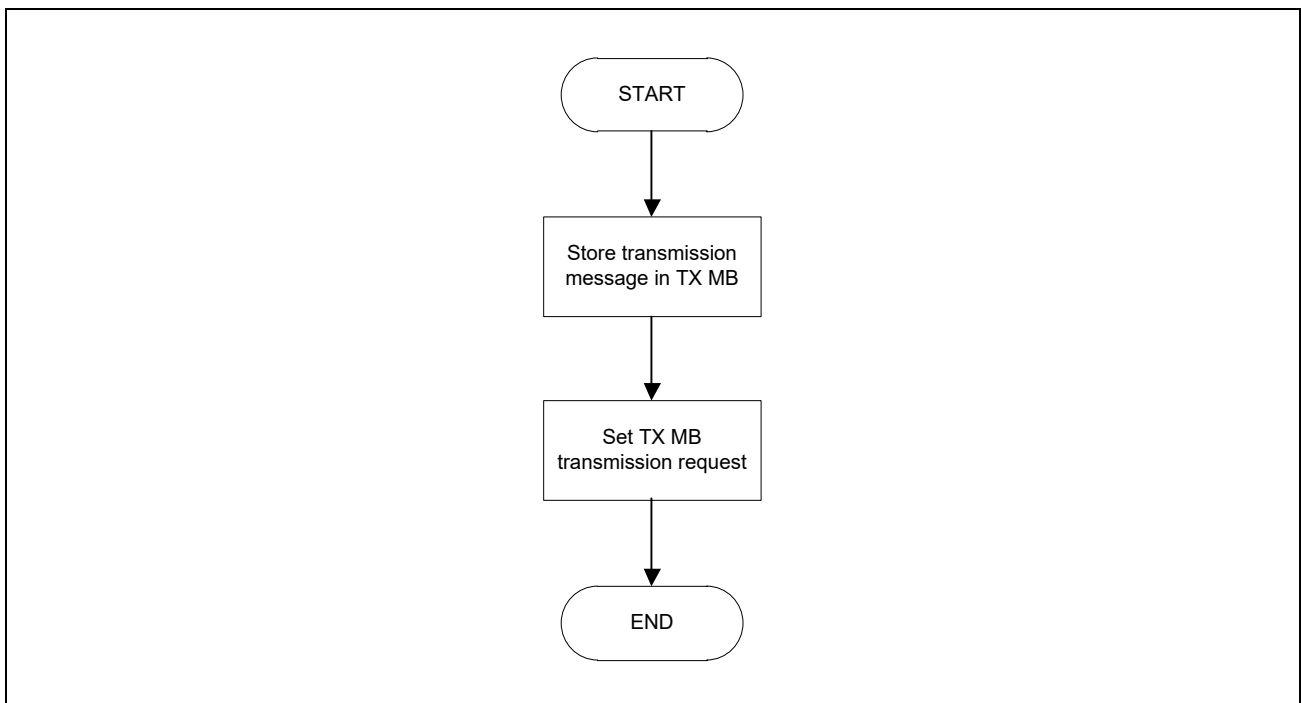 START
Store transmission
message in TX MB
Set TX MB
transmission request
END